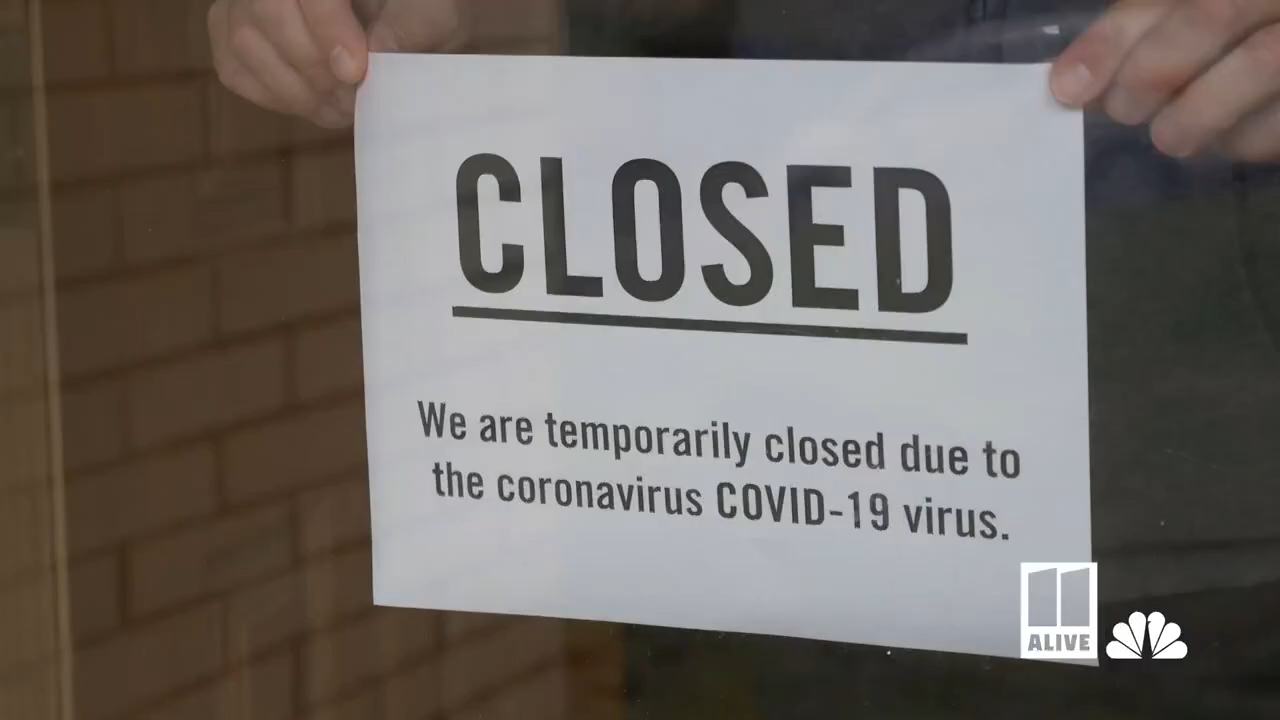 CLOSED
We are temporarily closed due to
the coronavirus COVID-19 virus.
11
ALIVE